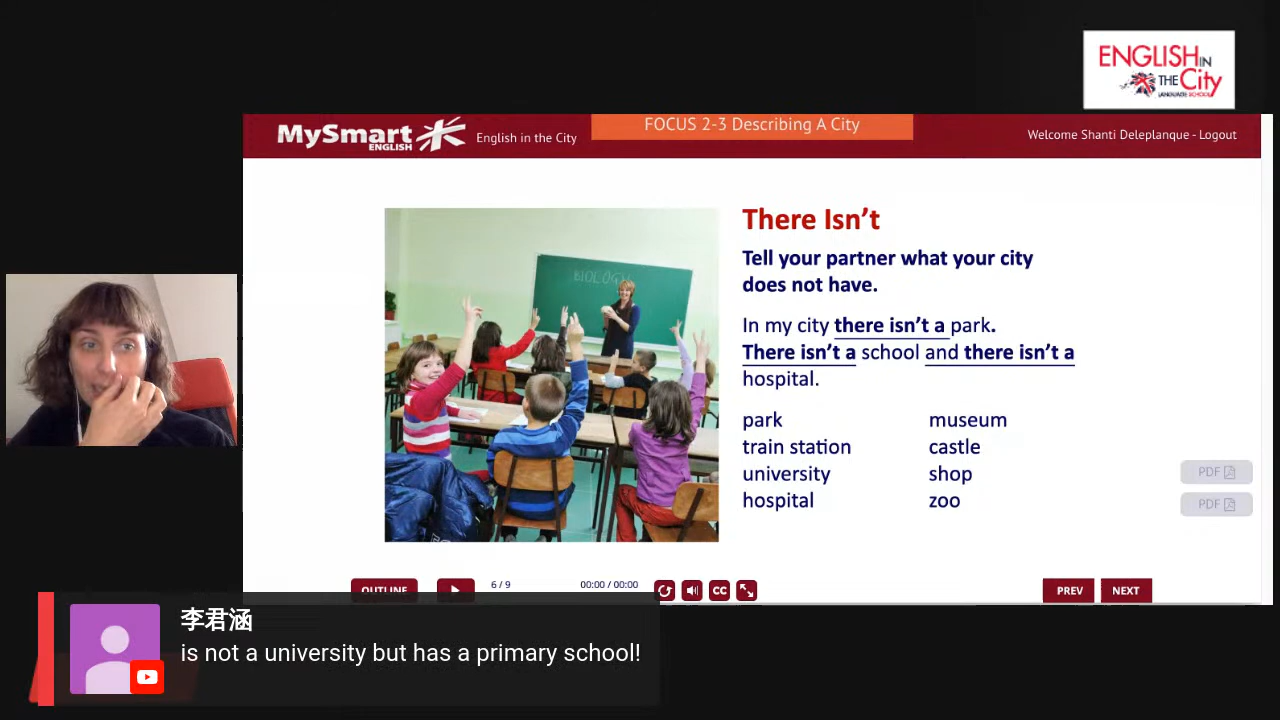 ENGLISH IN
THE City
LANGUAGE SCHOOL
MySmart
ENGLISH
English in the City
FOCUS 2-3 Describing A City
Welcome Shanti Deleplanque - Logout
BIOLOGY
There Isn’t
Tell your partner what your city
does not have.
In my city there isn’t a park.
There isn’t a school and there isn’t a
hospital.
park
train station
university
hospital
museum
castle
shop
zoo
PDF
PDF
OUTLINE
6 / 9
00:00 / 00:00
CC
PREV
NEXT
李君涵
is not a university but has a primary school!